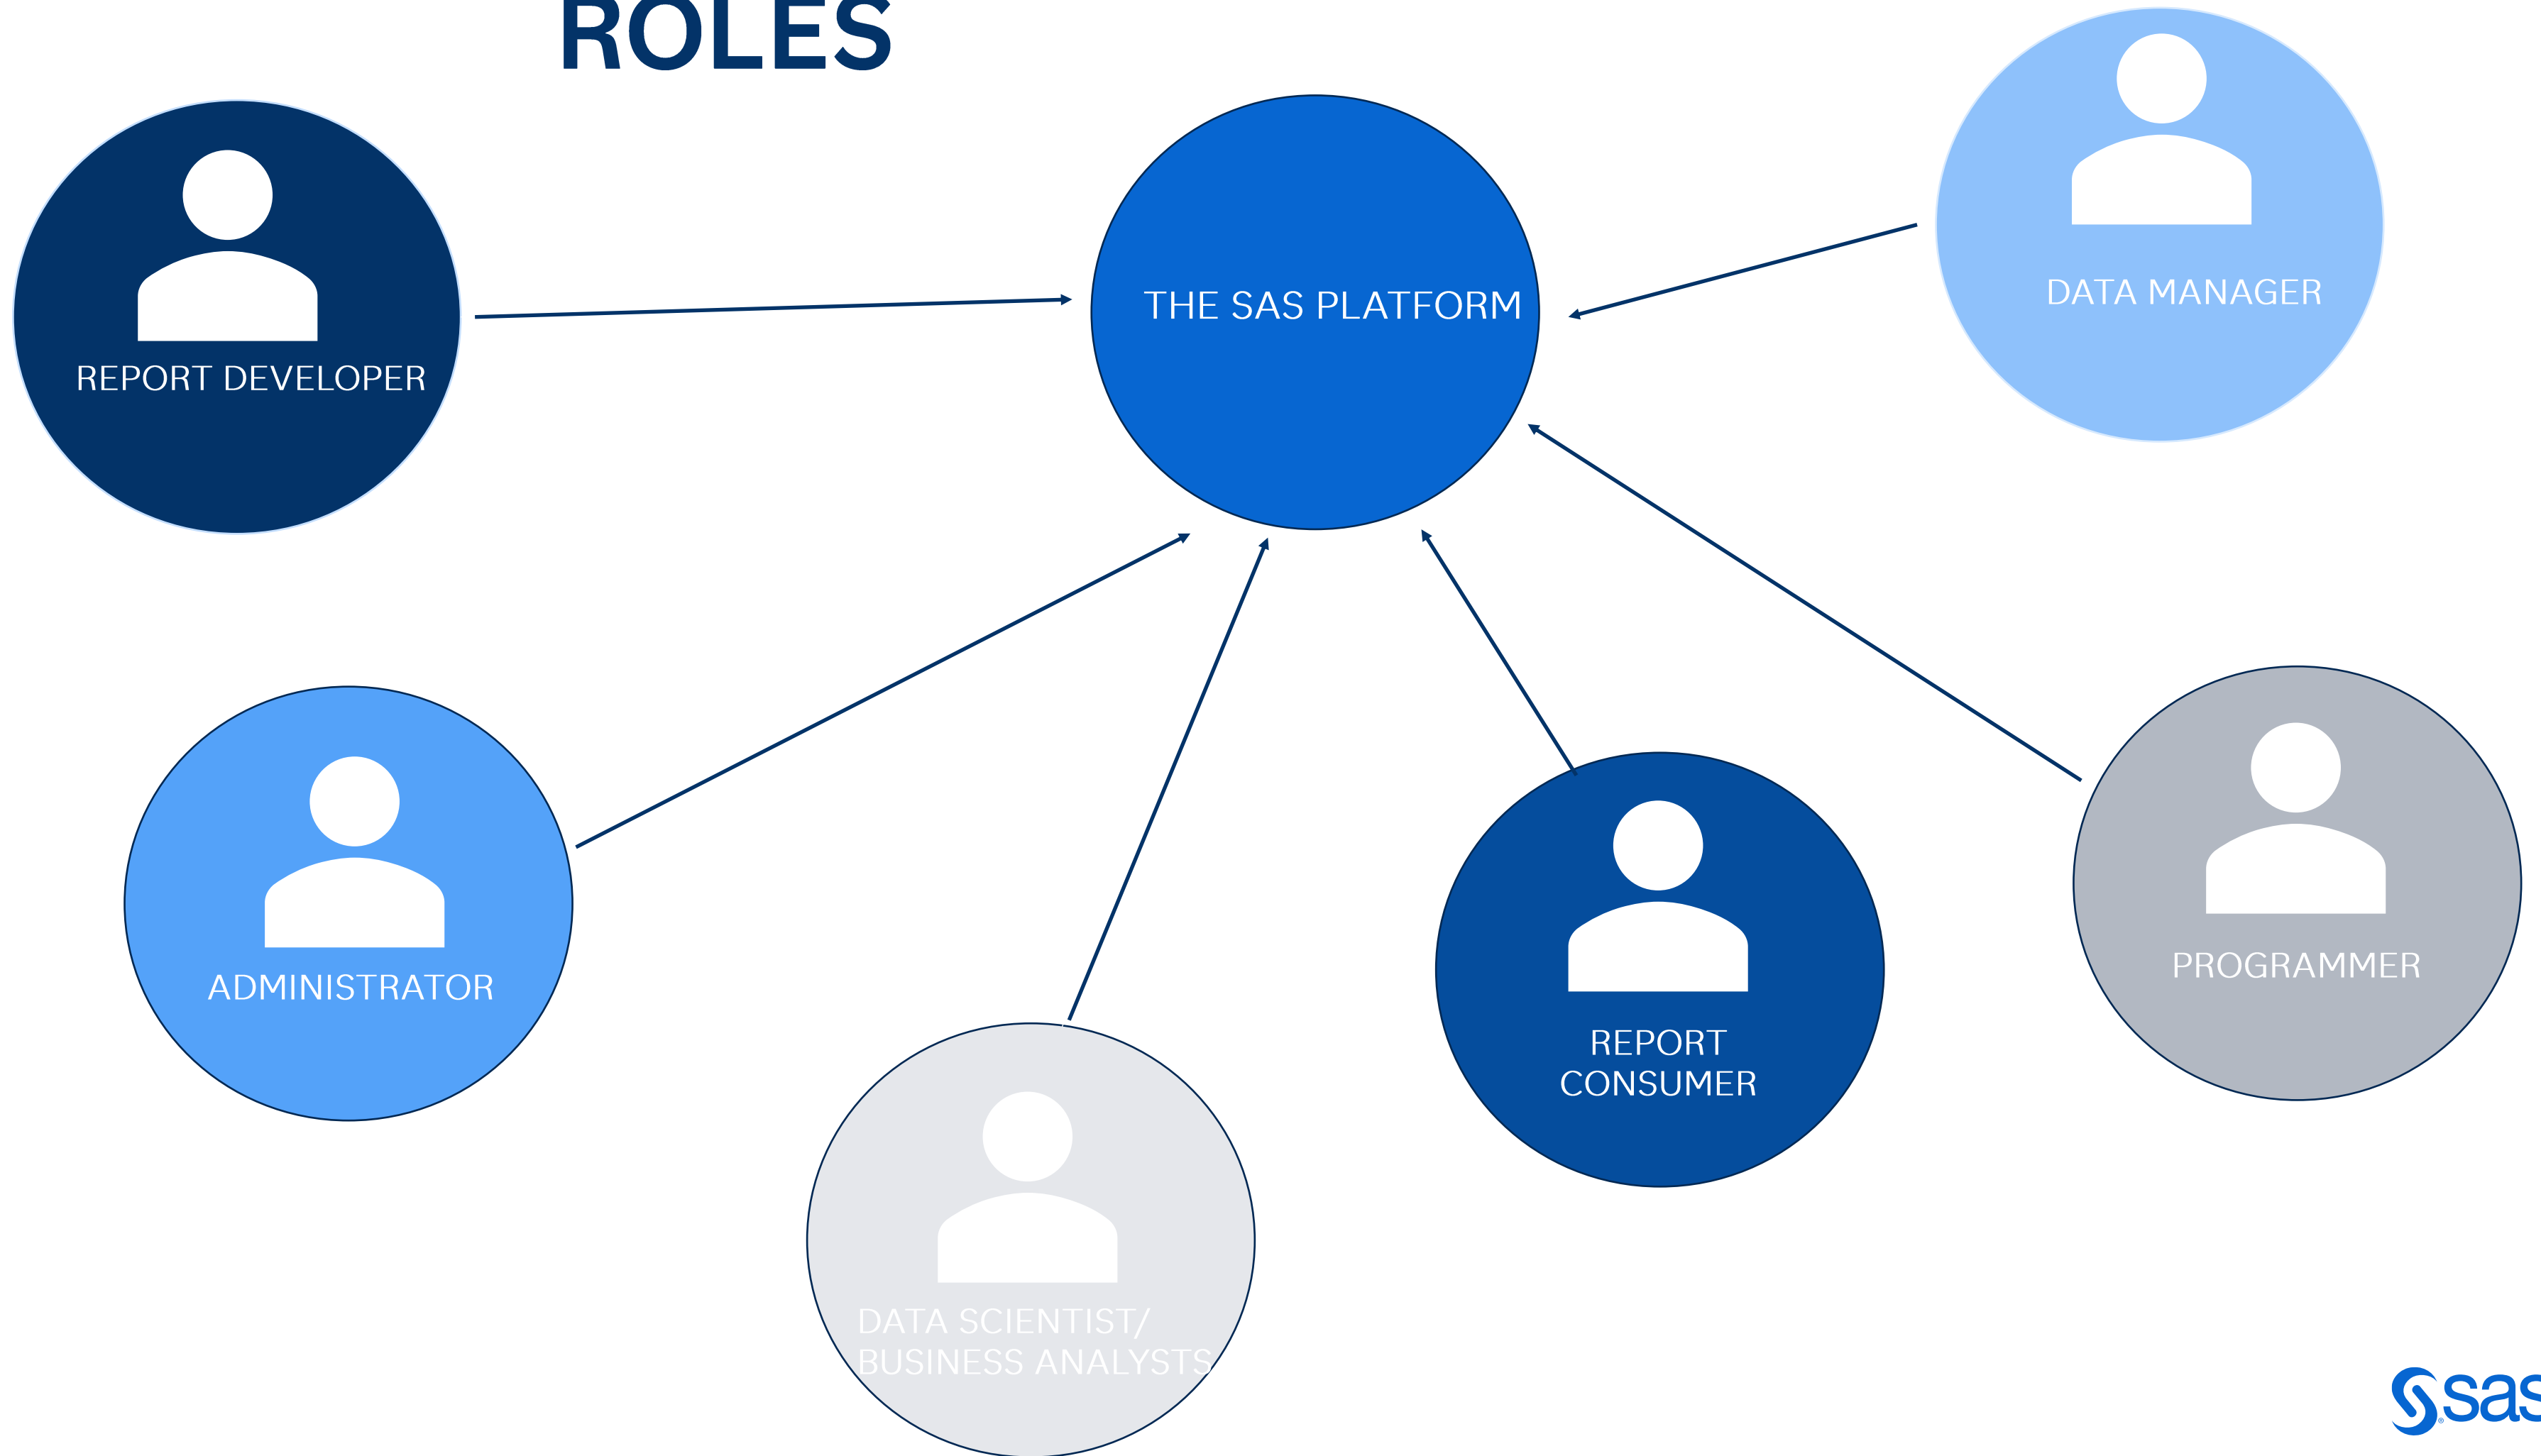 ROLES
THE SAS PLATFORM
DATA MANAGER
REPORT DEVELOPER
ADMINISTRATOR
PROGRAMMER
REPORT
CONSUMER
DATA SCIENTIST/
BUSINESS ANALYSTS
sas